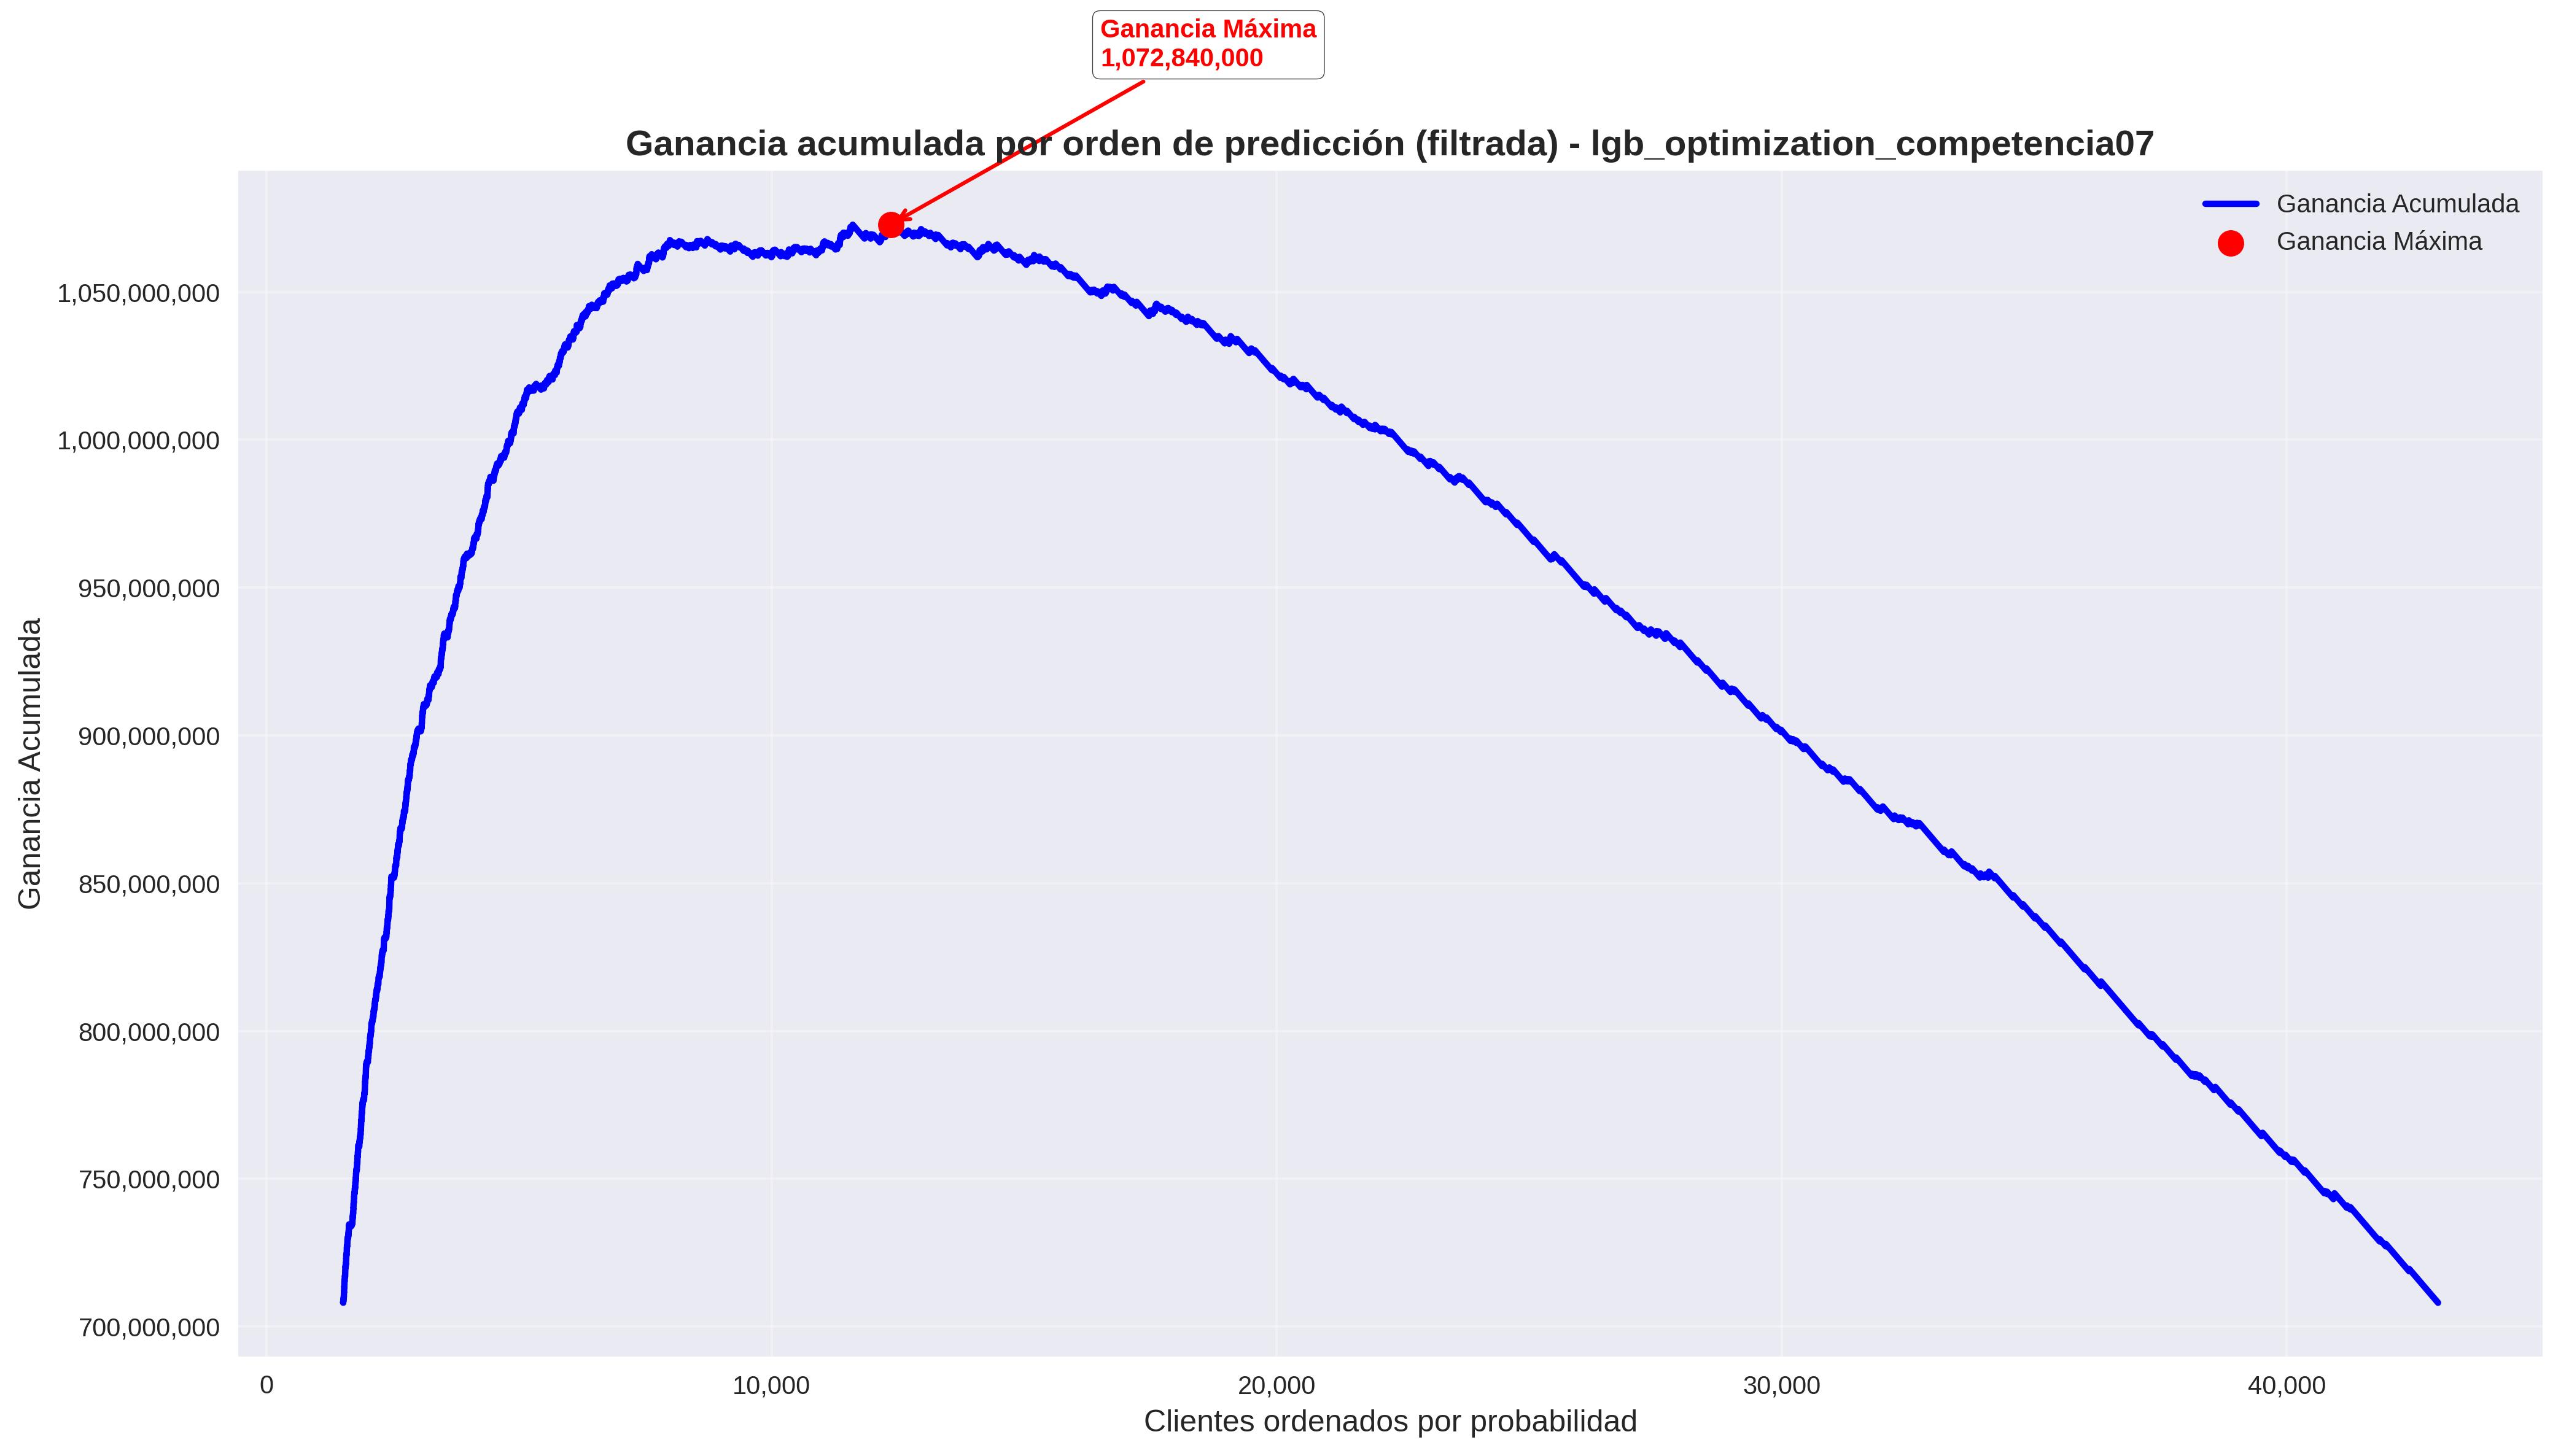 Ganancia Máxima
1,072,840,000
Ganancia acumulada por orden de predicción (filtrada) - lgb_optimization_competencia07
Ganancia Acumulada
Ganancia Máxima
Ganancia Acumulada
1,050,000,000
1,000,000,000
950,000,000
900,000,000
850,000,000
800,000,000
750,000,000
700,000,000
0
10,000
20,000
30,000
40,000
Clientes ordenados por probabilidad